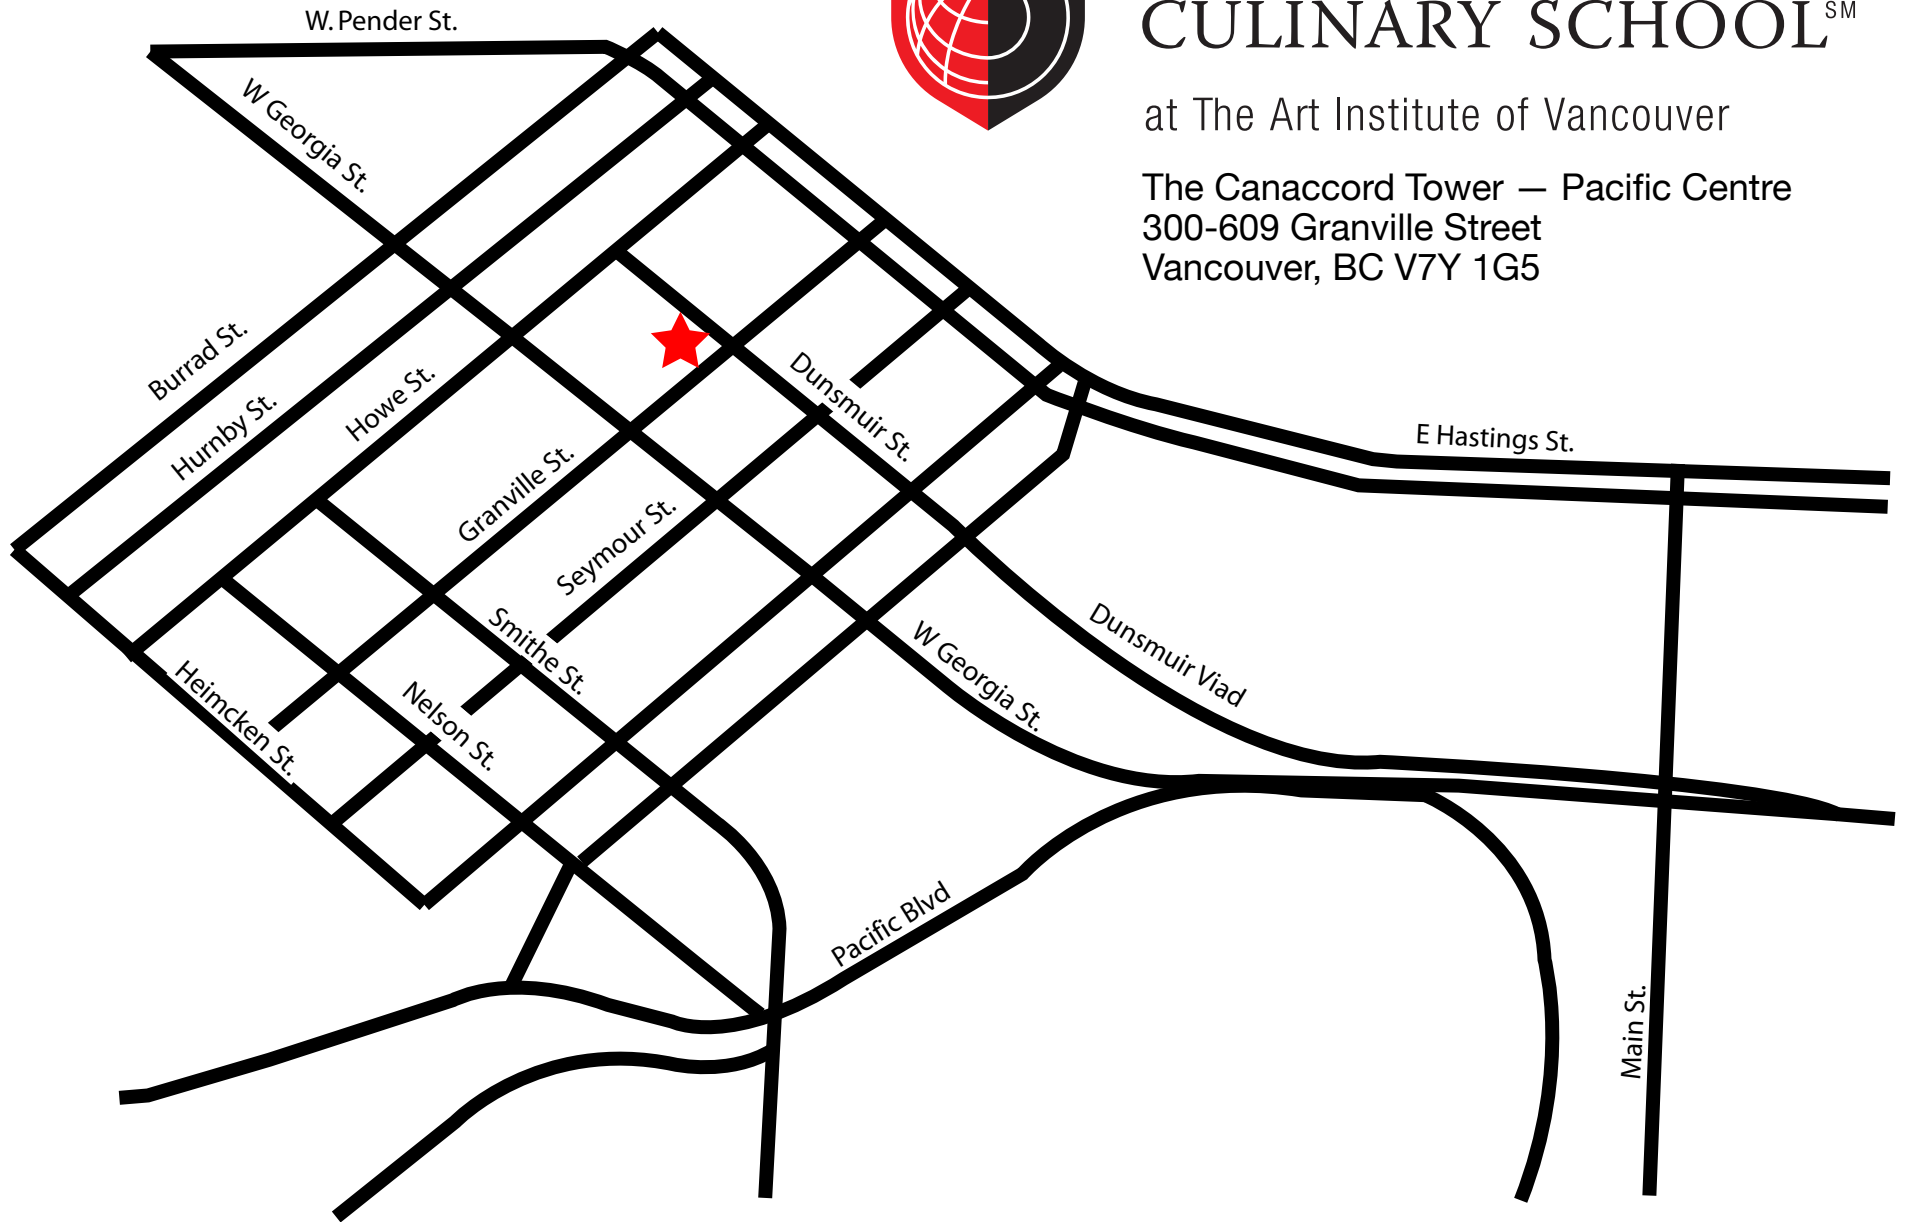 W. Pender St.
CULINARY SCHOOL℠
at The Art Institute of Vancouver
The Canaccord Tower — Pacific Centre
300-609 Granville Street
Vancouver, BC V7Y 1G5
W Georgia St.
Burrad St.
Hurnby St.
Howe St.
Granville St.
Seymour St.
Dunsmuir St.
E Hastings St.
Smithe St.
Nelson St.
Heimcken St.
W Georgia St.
Dunsmuir Viad
Pacific Blvd
Main St.